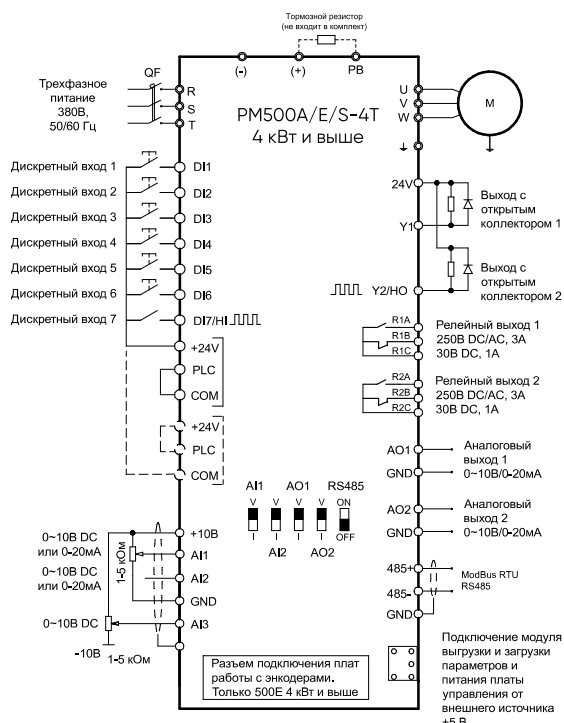 Тормозной резистор
(не входит в комплект)
QF
(-)
(+)
PB
Трехфазное
питание
380В,
50/60 Гц
R
S
T
PM500A/E/S-4T
4 кВт и выше
U
V
W
M
Дискретный вход 1
DI1
Дискретный вход 2
DI2
Дискретный вход 3
DI3
Дискретный вход 4
DI4
Дискретный вход 5
DI5
Дискретный вход 6
DI6
Дискретный вход 7
DI7/HI
+24V
PLC
COM
+24V
PLC
COM
24V
Y1
Выход с
открытым
коллектором 1
Y2/HO
Выход с
открытым
коллектором 2
R1A
R1B
R1C
Релейный выход 1
250В DC/AC, 3А
30В DC, 1А
R2A
R2B
R2C
Релейный выход 2
250В DC/AC, 3А
30В DC, 1А
AO1
GND
Аналоговый
выход 1
0~10В/0-20мА
AO2
GND
Аналоговый
выход 2
0~10В/0-20мА
AI1 AO1 RS485
V V V V ON
I I I I OFF
AI2 AO2
0~10В DC
или 0-20мА
0~10В DC
или 0-20мА
1-5 кОм
0~10В DC
-10В
1-5 кОм
+10В
AI1
AI2
GND
AI3
485+
485-
GND
ModBus RTU
RS485
Разъем подключения плат
работы с энкодерами.
Только 500E 4 кВт и выше
Подключение модуля
выгрузки и загрузки
параметров и
питания платы
управления от
внешнего источника
+5 В